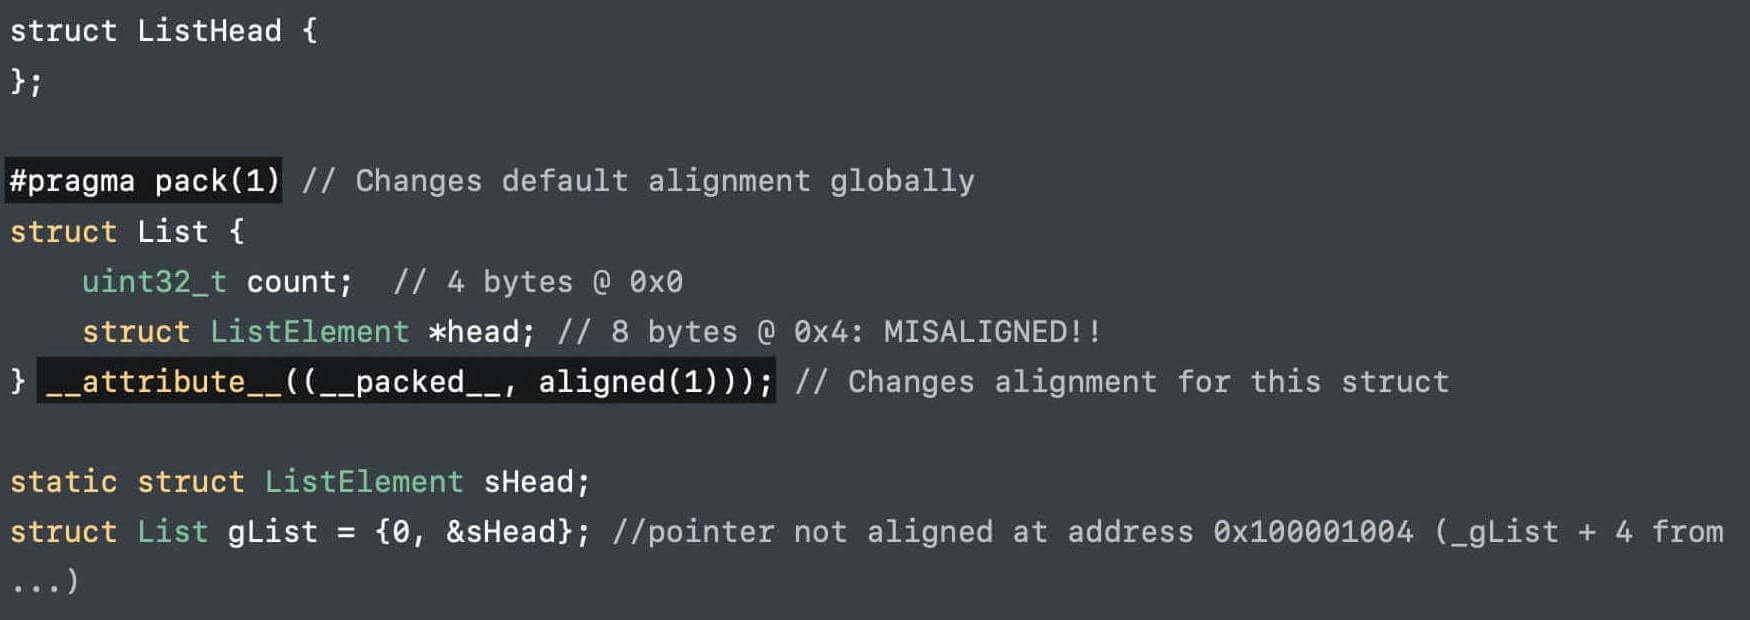 struct ListHead {
};
#pragma pack(1) // Changes default alignment globally
struct List {
    uint32_t count;  // 4 bytes @ 0x0
    struct ListElement *head; // 8 bytes @ 0x4: MISALIGNED!!
} __attribute__((__packed__, aligned(1))); // Changes alignment for this struct
static struct ListElement sHead;
struct List gList = {0, &sHead}; //pointer not aligned at address 0x100001004 (_gList + 4 from
...)